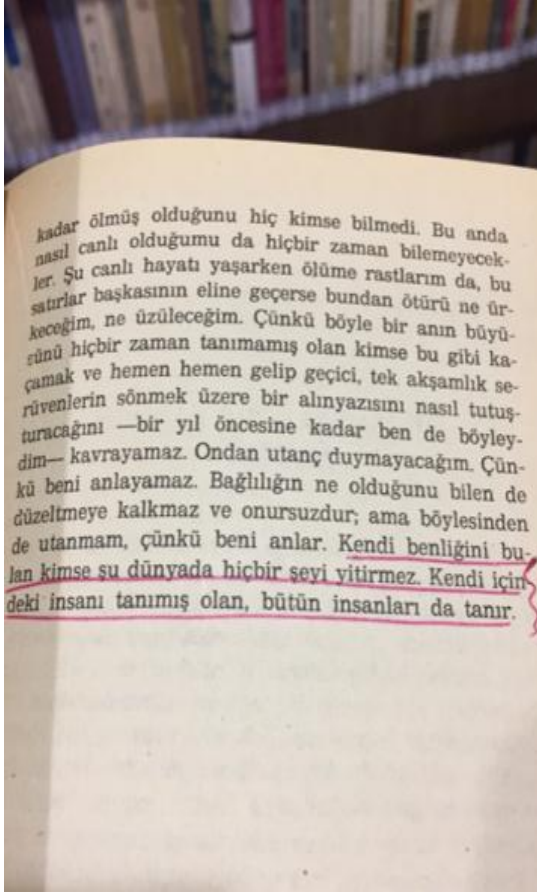 kadar ölmüş olduğunu hiç kimse bilmedi. Bu anda
nasıl canlı olduğumu da hiçbir zaman bilemeyecek-
ler. Şu canlı hayatı yaşarken ölüme rastlarım da, bu
satırlar başkasının eline geçerse bundan ötürü ne ür-
keceğim, ne üzüleceğim. Çünkü böyle bir anın büyü-
sünü hiçbir zaman tanımamış olan kimse bu gibi ka-
çamak ve hemen hemen gelip geçici, tek akşamlık se-
rüvenlerin sönmek üzere bir alınyazısını nasıl tutuş-
turacağını —bir yıl öncesine kadar ben de böyley-
dim— kavrayamaz. Ondan utanç duymayacağım. Çün-
kü beni anlayamaz. Bağlılığın ne olduğunu bilen de
düzeltmeye kalkmaz ve onursuzdur; ama böylesinden
de utanmam, çünkü beni anlar. Kendi benliğini bu-
lan kimse şu dünyada hiçbir şeyi yitirmez. Kendi için
deki insanı tanımış olan, bütün insanları da tanır.